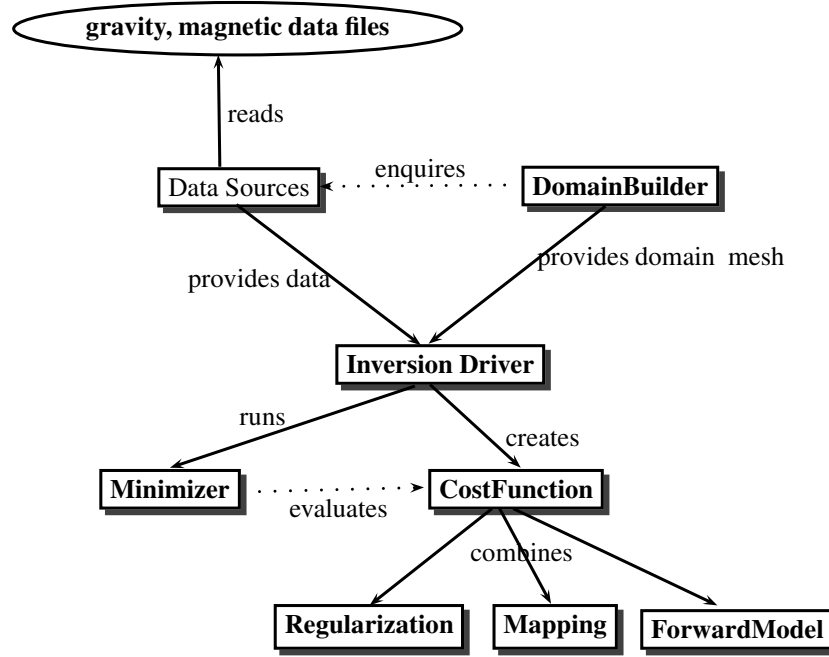 gravity, magnetic data files
reads
enquires
Data Sources
DomainBuilder
provides domain mesh
provides data
Inversion Driver
runs
creates
Minimizer
CostFunction
evaluates
combines
Regularization
Mapping
ForwardModel